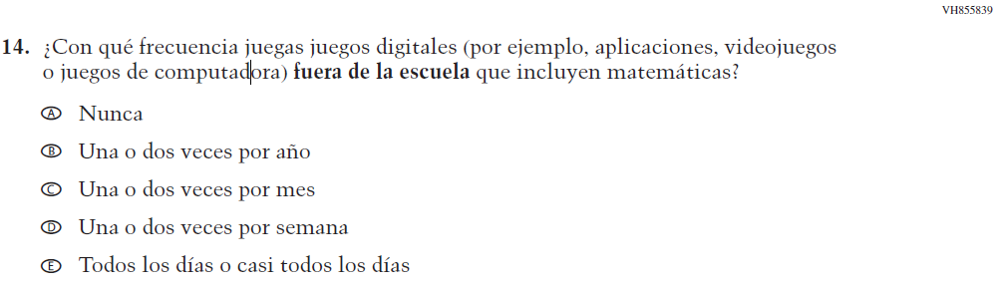 VH855839
14. ¿Con qué frecuencia juegas juegos digitales (por ejemplo, aplicaciones, videojuegos
o juegos de computadora) fuera de la escuela que incluyen matemáticas?
A Nunca
B Una o dos veces por año
C Una o dos veces por mes
D Una o dos veces por semana
E Todos los días o casi todos los días